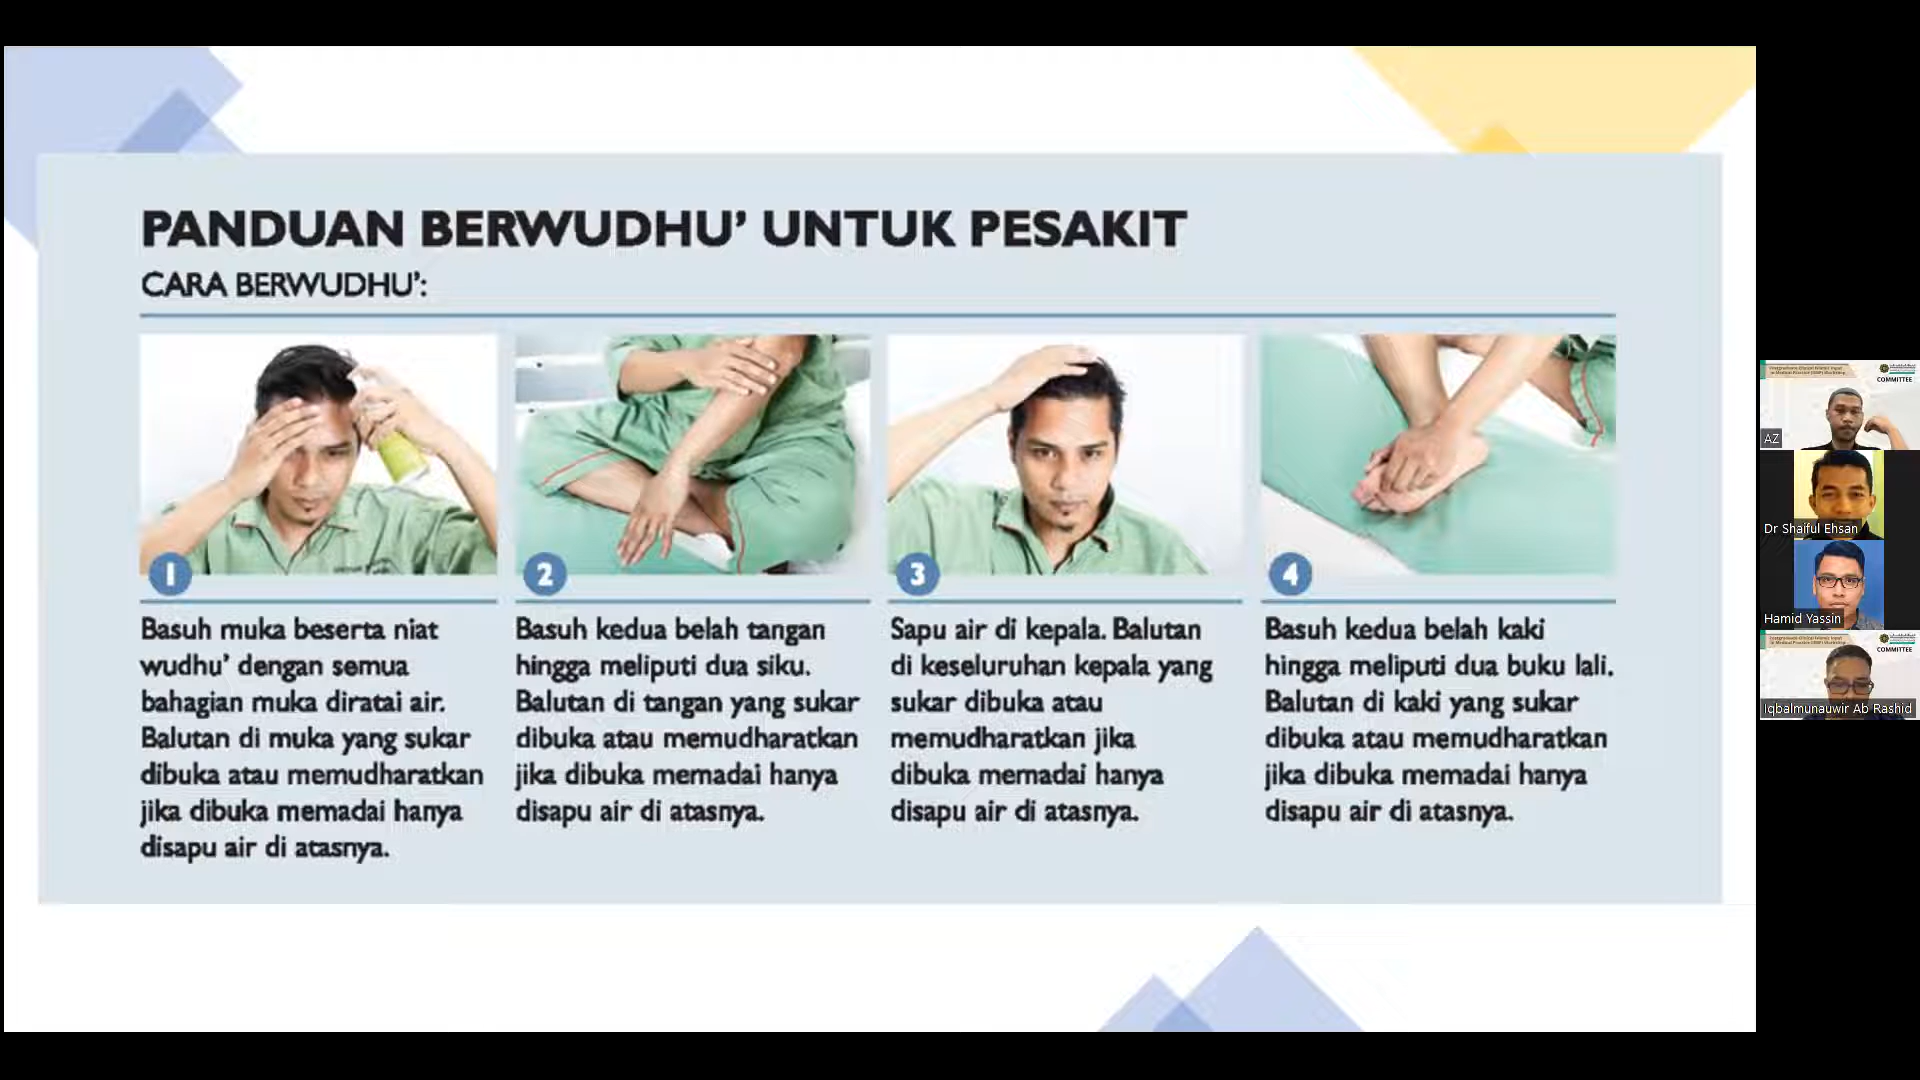 PANDUAN BERWUDHU’ UNTUK PESAKIT
CARA BERWUDHU’:
1
Basuh muka beserta niat
wudhu’ dengan semua
bahagian muka diratai air.
Balutan di muka yang sukar
dibuka atau memudharatkan
jika dibuka memadai hanya
disapu air di atasnya.
2
Basuh kedua belah tangan
hingga meliputi dua siku.
Balutan di tangan yang sukar
dibuka atau memudharatkan
jika dibuka memadai hanya
disapu air di atasnya.
3
Sapu air di kepala. Balutan
di keseluruhan kepala yang
sukar dibuka atau
memudharatkan jika
dibuka memadai hanya
disapu air di atasnya.
4
Basuh kedua belah kaki
hingga meliputi dua buku lali.
Balutan di kaki yang sukar
dibuka atau memudharatkan
jika dibuka memadai hanya
disapu air di atasnya.
COMMITTEE
AZ
Dr Shaiful Ehsan
Hamid Yassin
COMMITTEE
Iqbalmunauwir Ab Rashid